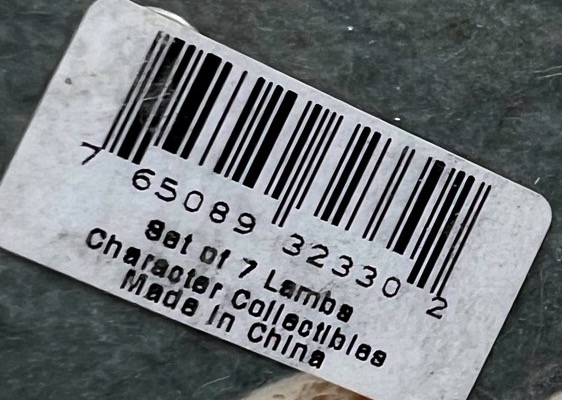 7 65089 32330 2
Set of 7 Lambs
Character Collectibles
Made in China